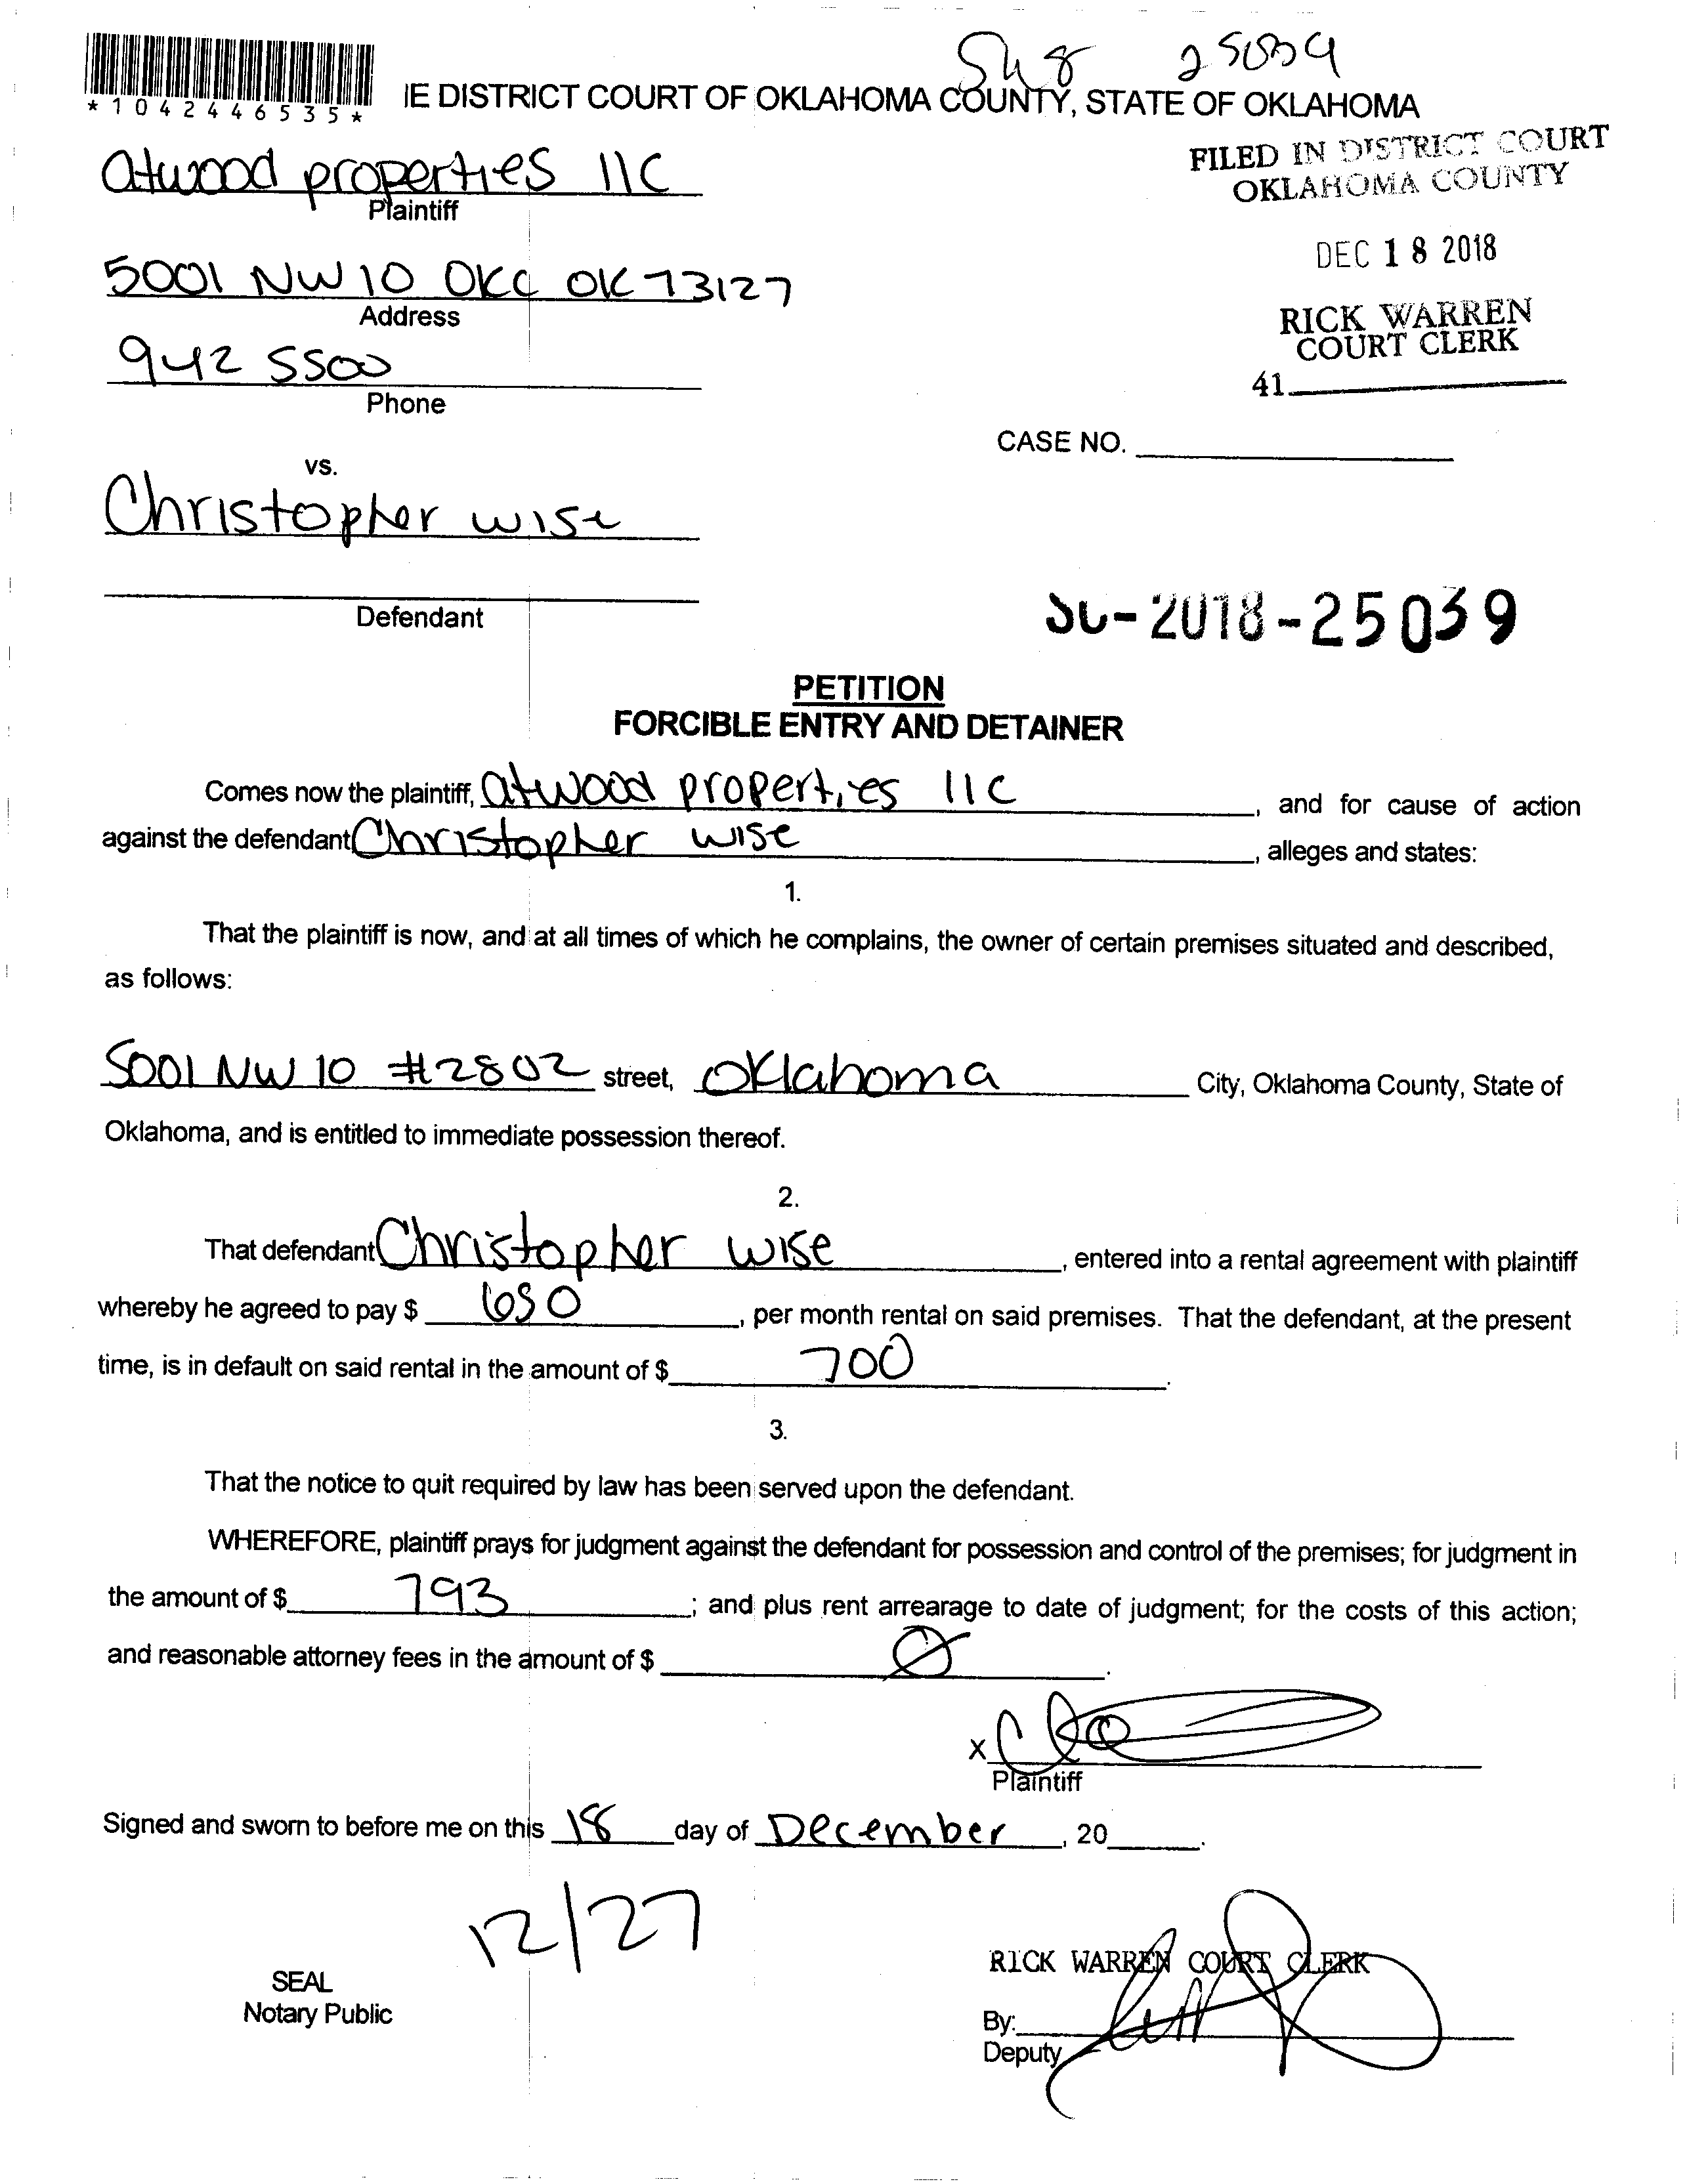 25039
*1042446535*
IE DISTRICT COURT OF OKLAHOMA COUNTY, STATE OF OKLAHOMA
FILED IN DISTRICT COURT
OKLAHOMA COUNTY
atwood properties llc
Plaintiff
DEC 18 2018
5001 NW 10 OKC OK 73127
Address
RICK WARREN
COURT CLERK
942 5500
Phone
41.
CASE NO.
vs.
Christopher wise
Defendant
SC-2018-25039
PETITION
FORCIBLE ENTRY AND DETAINER
Comes now the plaintiff, atwood properties llc, and for cause of action
against the defendant Christopher wise, alleges and states:
1.
That the plaintiff is now, and at all times of which he complains, the owner of certain premises situated and described,
as follows:
5001 NW 10 #2802 street, Oklahoma City, Oklahoma County, State of
Oklahoma, and is entitled to immediate possession thereof.
2.
That defendant Christopher wise, entered into a rental agreement with plaintiff
whereby he agreed to pay $ 650, per month rental on said premises. That the defendant, at the present
time, is in default on said rental in the amount of $ 700.
3.
That the notice to quit required by law has been served upon the defendant.
WHEREFORE, plaintiff prays for judgment against the defendant for possession and control of the premises; for judgment in
the amount of $ 793; and plus rent arrearage to date of judgment; for the costs of this action;
and reasonable attorney fees in the amount of $ Ø.
x
Plaintiff
Signed and sworn to before me on this 18 day of December, 20 .
12/27
RICK WARREN COURT CLERK
SEAL
Notary Public
By:
Deputy